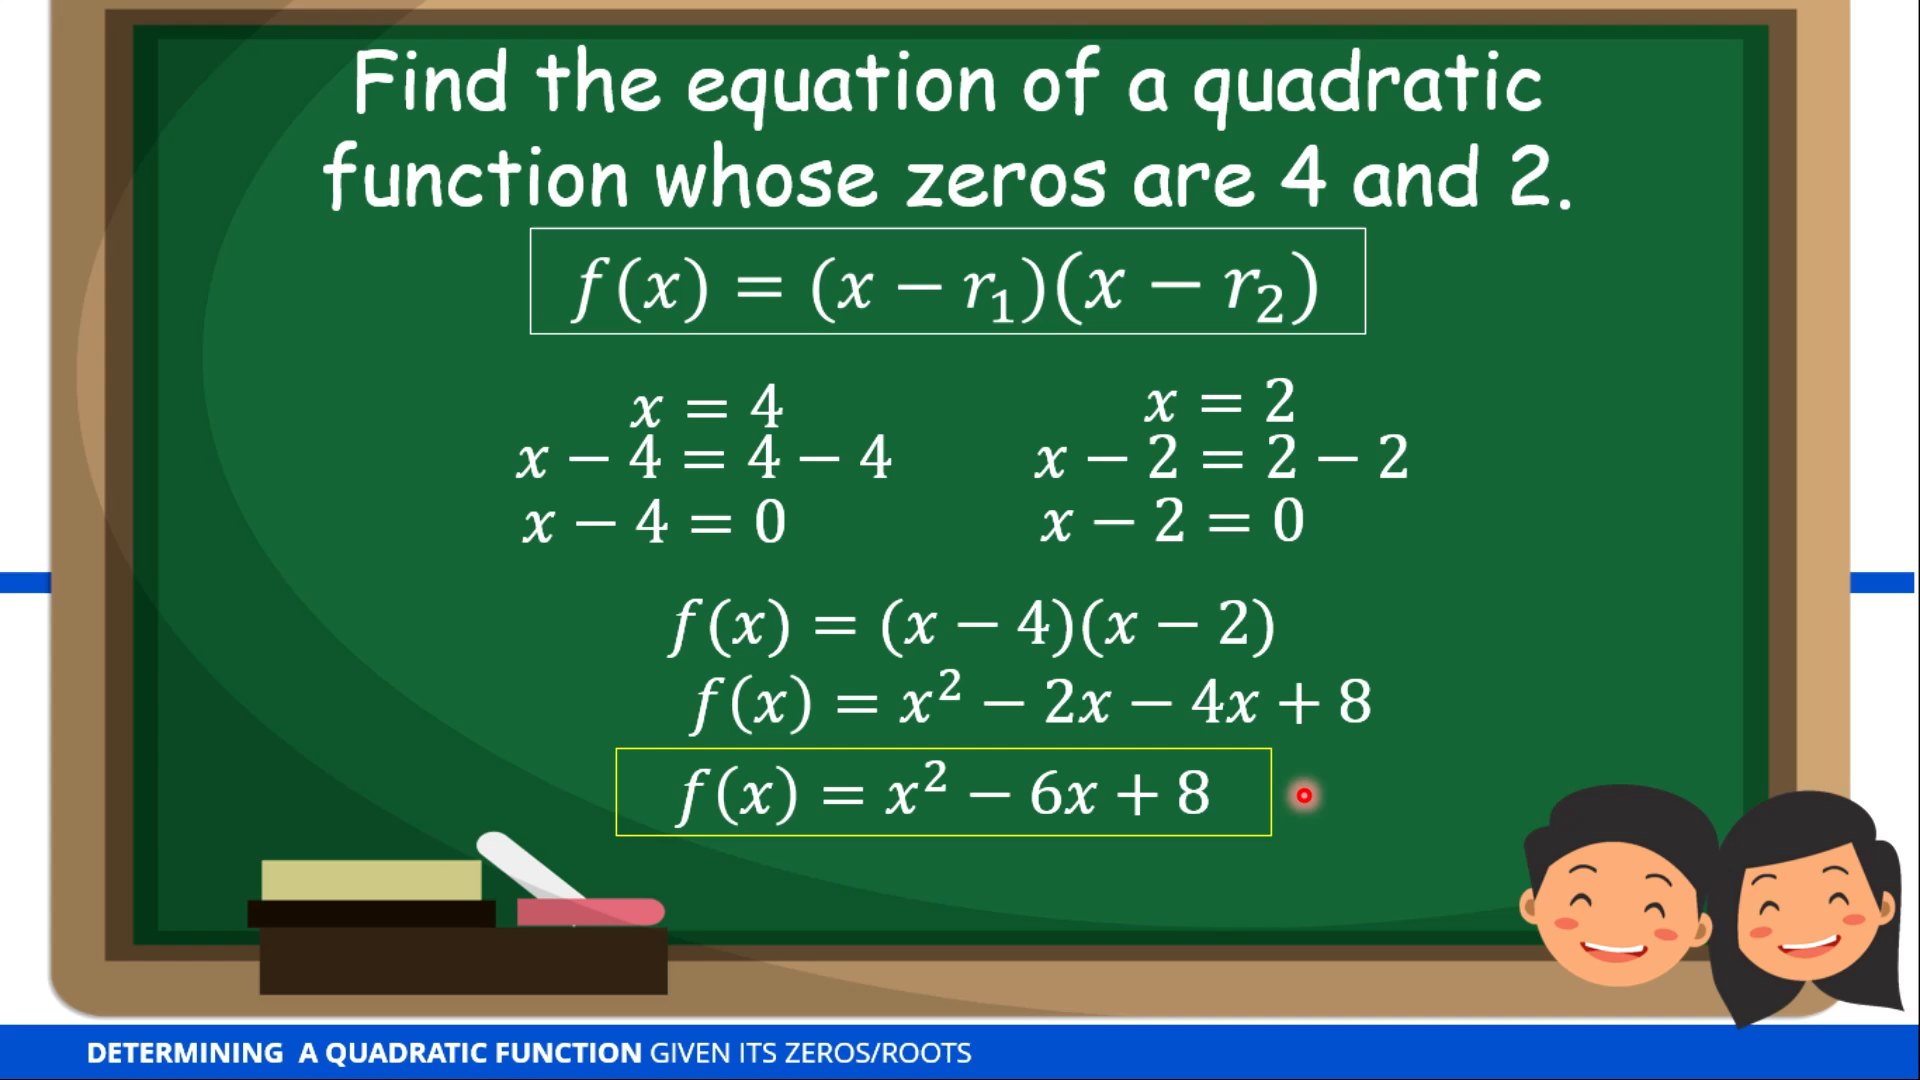 Find the equation of a quadratic
function whose zeros are 4 and 2.
f(x) = (x − r₁)(x − r₂)
x = 4
x − 4 = 4 − 4
x − 4 = 0
x = 2
x − 2 = 2 − 2
x − 2 = 0
f(x) = (x − 4)(x − 2)
f(x) = x² − 2x − 4x + 8
f(x) = x² − 6x + 8
DETERMINING A QUADRATIC FUNCTION GIVEN ITS ZEROS/ROOTS